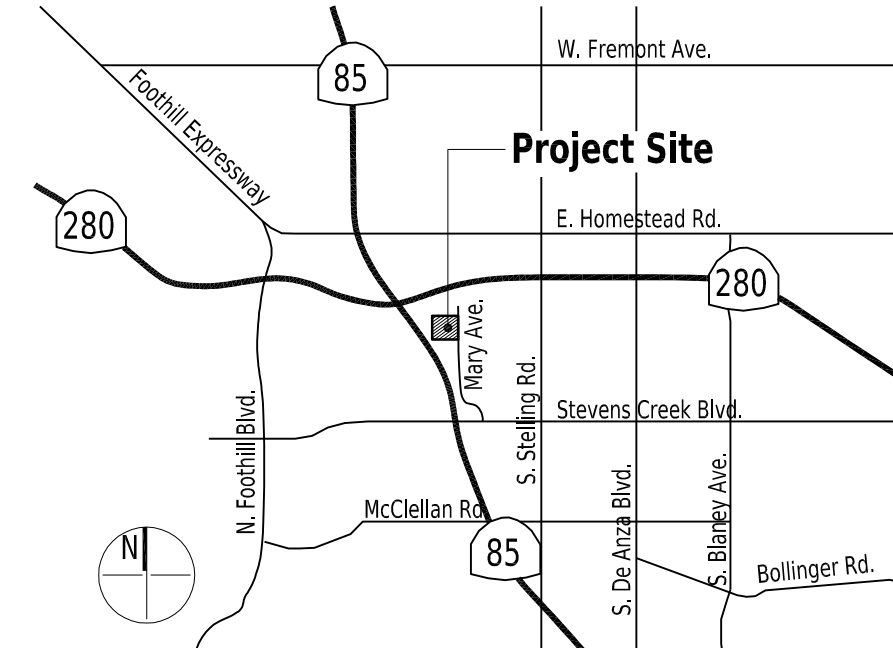 W. Fremont Ave.
85
Foothill Expressway
Project Site
280
E. Homestead Rd.
280
Mary Ave.
S. Stelling Rd.
Stevens Creek Blvd.
N. Foothill Blvd.
McClellan Rd
S. De Anza Blvd.
S. Blaney Ave.
N
85
Bollinger Rd.